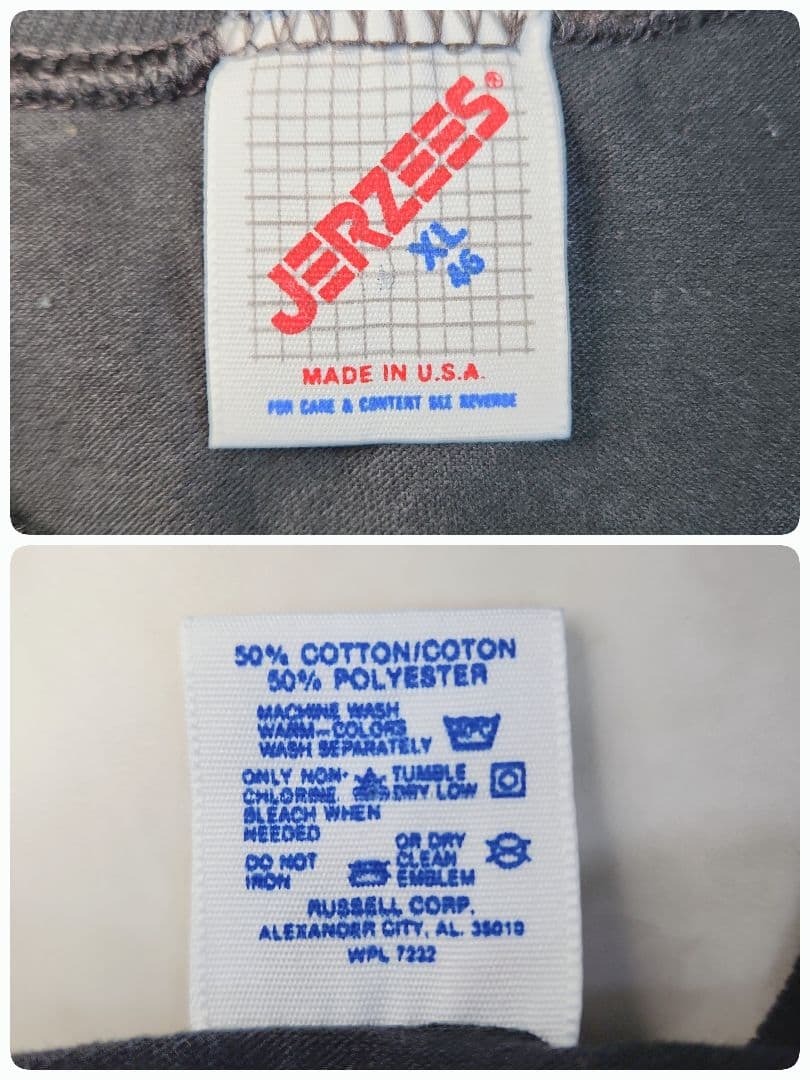 JERZEES®
XL
46
MADE IN U.S.A.
FOR CARE & CONTENT SEE REVERSE
50% COTTON/COTON
50% POLYESTER
MACHINE WASH
WARM-COLORS
WASH SEPARATELY
ONLY NON-
CHLORINE
BLEACH WHEN
NEEDED
TUMBLE
DRY LOW
DO NOT
IRON
OR DRY
CLEAN
EMBLEM
RUSSELL CORP.
ALEXANDER CITY, AL. 35010
WPL 7222